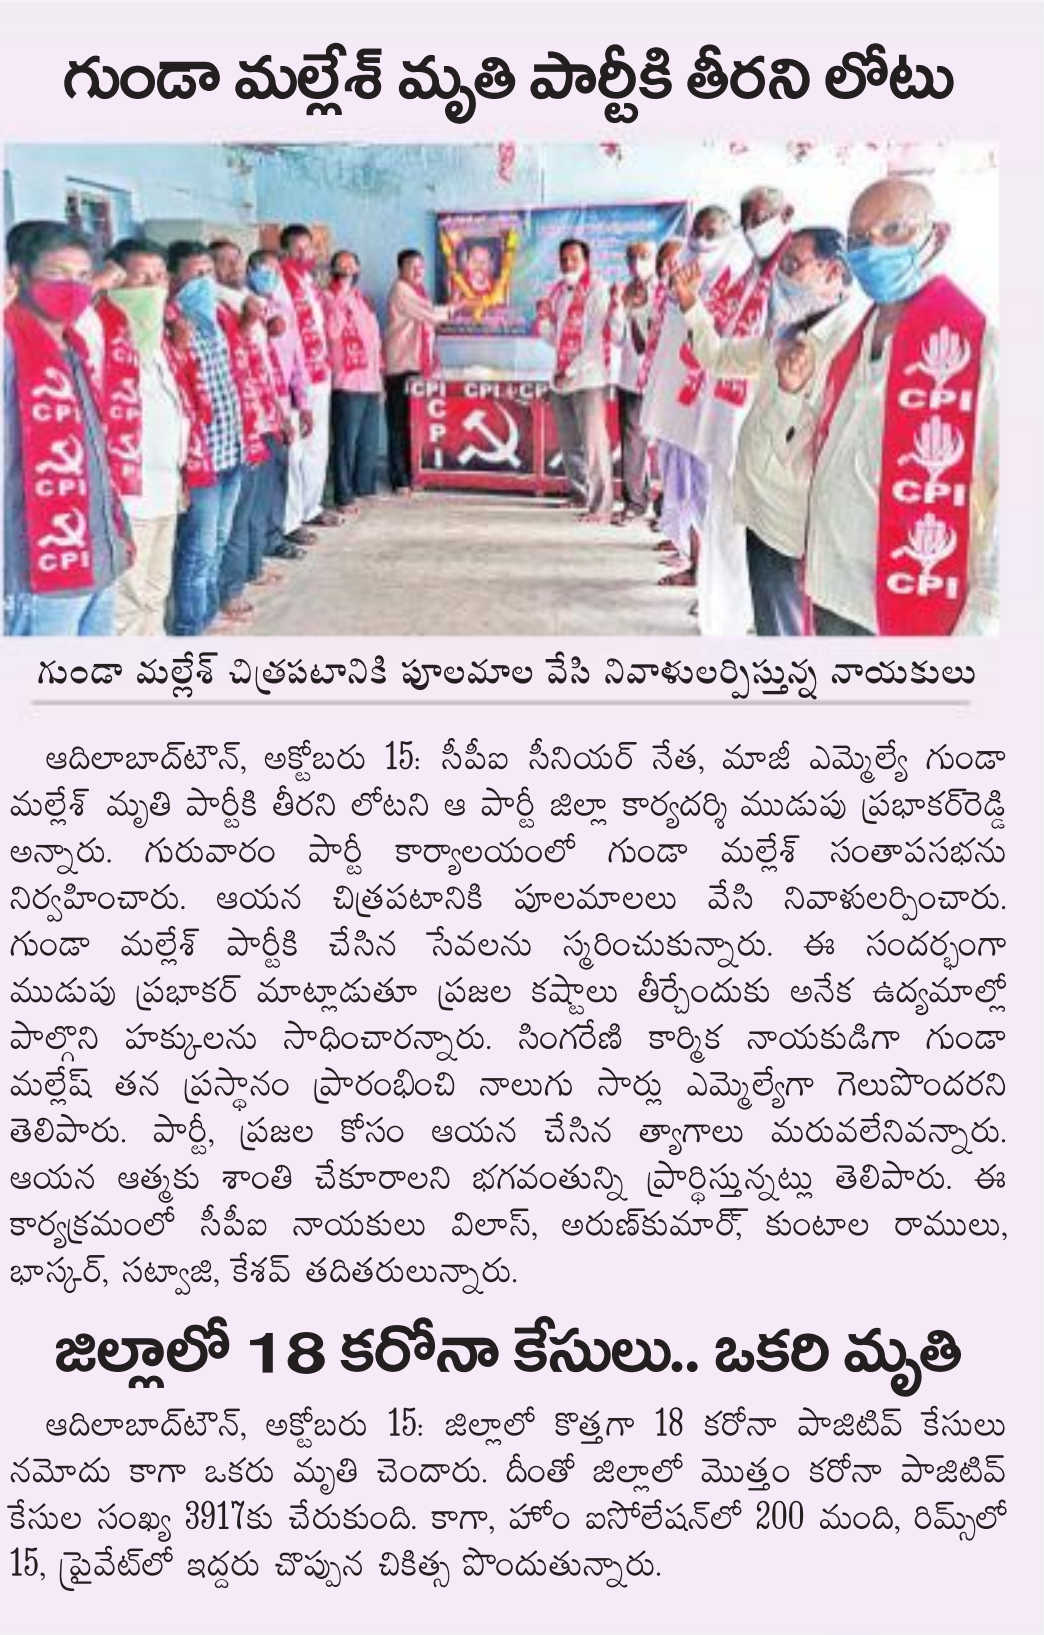 గుండా మల్లేశ్ మృతి పార్టీకి తీరని లోటు
CPI CPI CPI
C
P
I
CPI
CPI
CPI
CPI
CPI
CPI
గుండా మల్లేశ్ చిత్రపటానికి పూలమాల వేసి నివాళులర్పిస్తున్న నాయకులు
ఆదిలాబాద్‌టౌన్, అక్టోబరు 15: సీపీఐ సీనియర్ నేత, మాజీ ఎమ్మెల్యే గుండా
మల్లేశ్ మృతి పార్టీకి తీరని లోటని ఆ పార్టీ జిల్లా కార్యదర్శి ముడుపు ప్రభాకర్‌రెడ్డి
అన్నారు. గురువారం పార్టీ కార్యాలయంలో గుండా మల్లేశ్ సంతాపసభను
నిర్వహించారు. ఆయన చిత్రపటానికి పూలమాలలు వేసి నివాళులర్పించారు.
గుండా మల్లేశ్ పార్టీకి చేసిన సేవలను స్మరించుకున్నారు. ఈ సందర్భంగా
ముడుపు ప్రభాకర్ మాట్లాడుతూ ప్రజల కష్టాలు తీర్చేందుకు అనేక ఉద్యమాల్లో
పాల్గొని హక్కులను సాధించారన్నారు. సింగరేణి కార్మిక నాయకుడిగా గుండా
మల్లేష్ తన ప్రస్థానం ప్రారంభించి నాలుగు సార్లు ఎమ్మెల్యేగా గెలుపొందరని
తెలిపారు. పార్టీ, ప్రజల కోసం ఆయన చేసిన త్యాగాలు మరువలేనివన్నారు.
ఆయన ఆత్మకు శాంతి చేకూరాలని భగవంతున్ని ప్రార్థిస్తున్నట్లు తెలిపారు. ఈ
కార్యక్రమంలో సీపీఐ నాయకులు విలాస్, అరుణ్‌కుమార్, కుంటాల రాములు,
భాస్కర్, సట్వాజి, కేశవ్ తదితరులున్నారు.
జిల్లాలో 18 కరోనా కేసులు.. ఒకరి మృతి
ఆదిలాబాద్‌టౌన్, అక్టోబరు 15: జిల్లాలో కొత్తగా 18 కరోనా పాజిటివ్ కేసులు
నమోదు కాగా ఒకరు మృతి చెందారు. దీంతో జిల్లాలో మొత్తం కరోనా పాజిటివ్
కేసుల సంఖ్య 3917కు చేరుకుంది. కాగా, హోం ఐసోలేషన్‌లో 200 మంది, రిమ్స్‌లో
15, ప్రైవేట్‌లో ఇద్దరు చొప్పున చికిత్స పొందుతున్నారు.